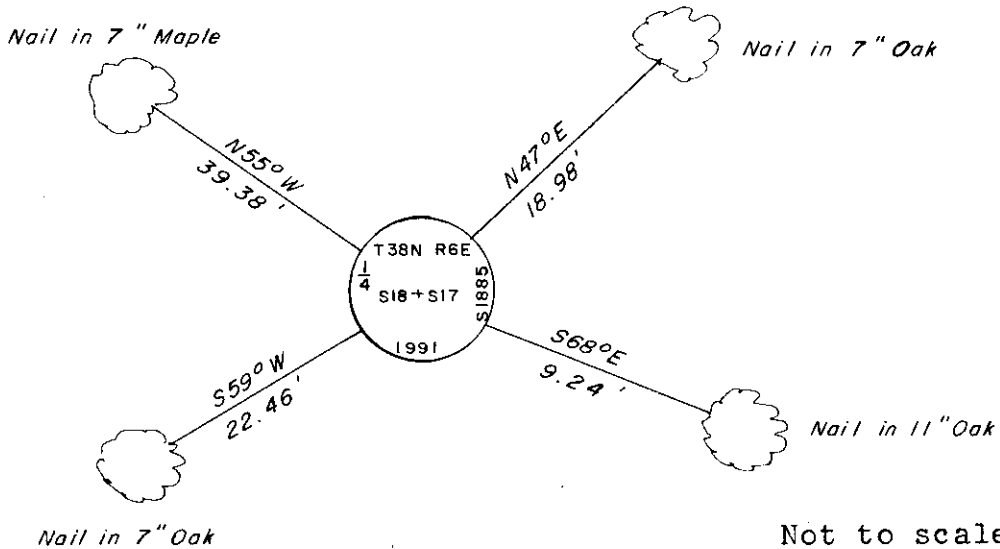 Nail in 7" Maple
Nail in 7" Oak
N55°W
39.38'
N47°E
18.98'
T38N R6E
1/4
S18+S17
S1885
1991
S59°W
22.46'
S68°E
9.24'
Nail in 11" Oak
Nail in 7" Oak
Not to scale